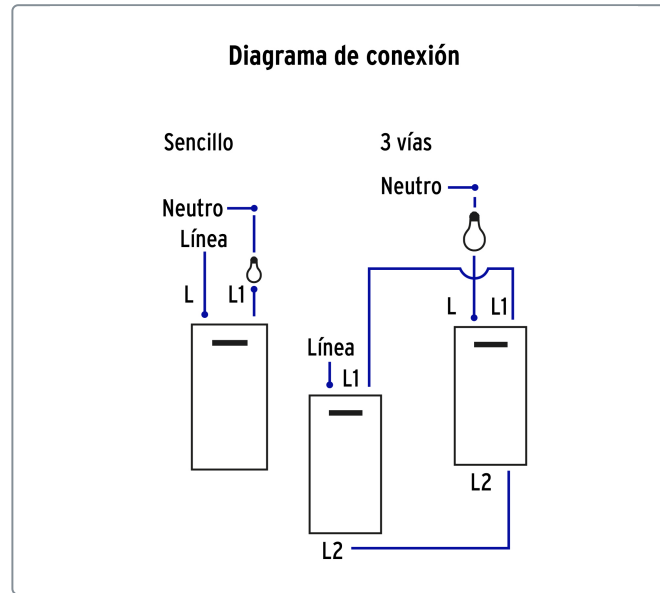 Diagrama de conexión
Sencillo
Neutro
Línea
L
L1
3 vías
Neutro
L
L1
Línea
L1
L2
L2